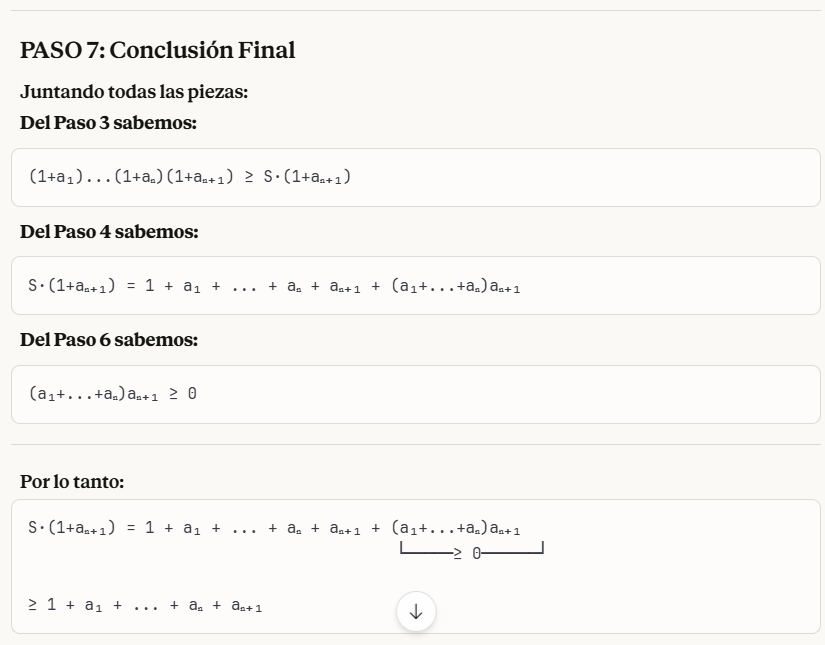 PASO 7: Conclusión Final
Juntando todas las piezas:
Del Paso 3 sabemos:
(1+a₁)...(1+aₙ)(1+aₙ₊₁) ≥ S·(1+aₙ₊₁)
Del Paso 4 sabemos:
S·(1+aₙ₊₁) = 1 + a₁ + ... + aₙ + aₙ₊₁ + (a₁+...+aₙ)aₙ₊₁
Del Paso 6 sabemos:
(a₁+...+aₙ)aₙ₊₁ ≥ 0
Por lo tanto:
S·(1+aₙ₊₁) = 1 + a₁ + ... + aₙ + aₙ₊₁ + (a₁+...+aₙ)aₙ₊₁
≥ 0
≥ 1 + a₁ + ... + aₙ + aₙ₊₁